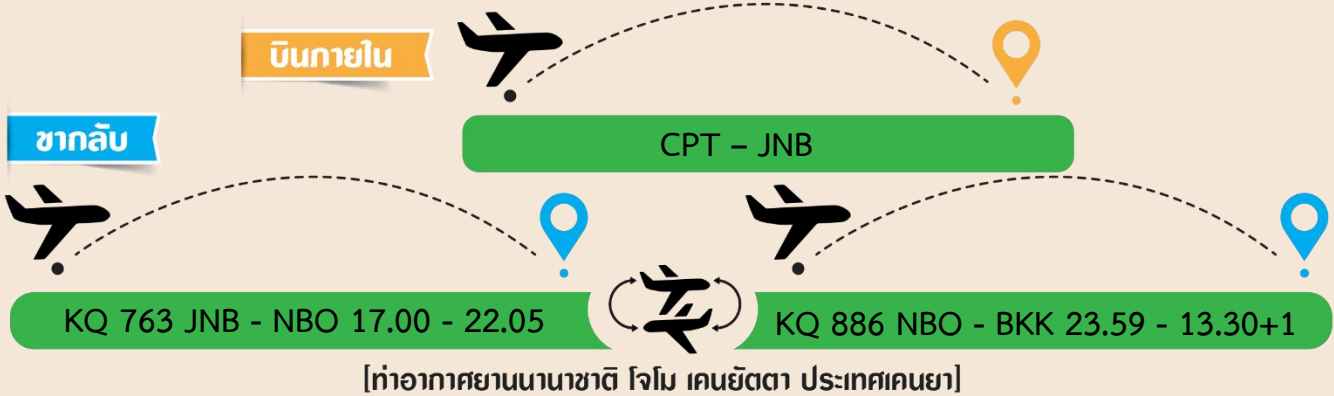 บินภายใน
CPT – JNB
ขากลับ
KQ 763 JNB - NBO 17.00 - 22.05
KQ 886 NBO - BKK 23.59 - 13.30+1
[ท่าอากาศยานนานาชาติ โจโม เคนยัตตา ประเทศเคนยา]